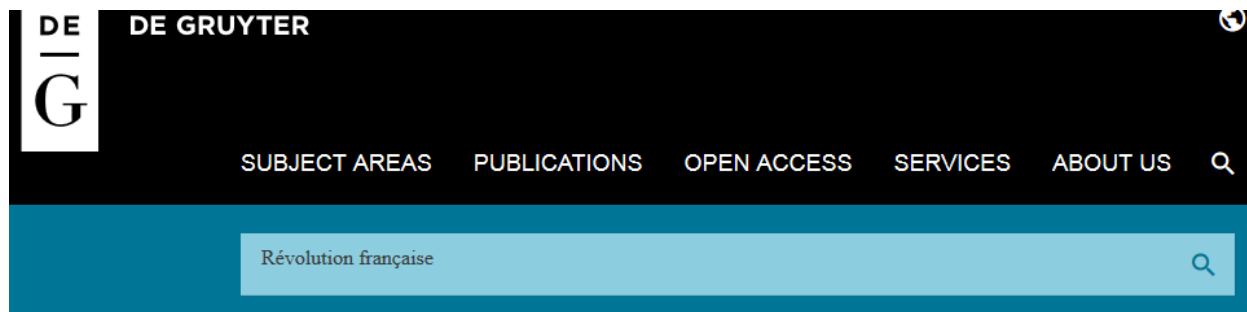 DE
G
DE GRUYTER
SUBJECT AREAS PUBLICATIONS OPEN ACCESS SERVICES ABOUT US
Révolution française